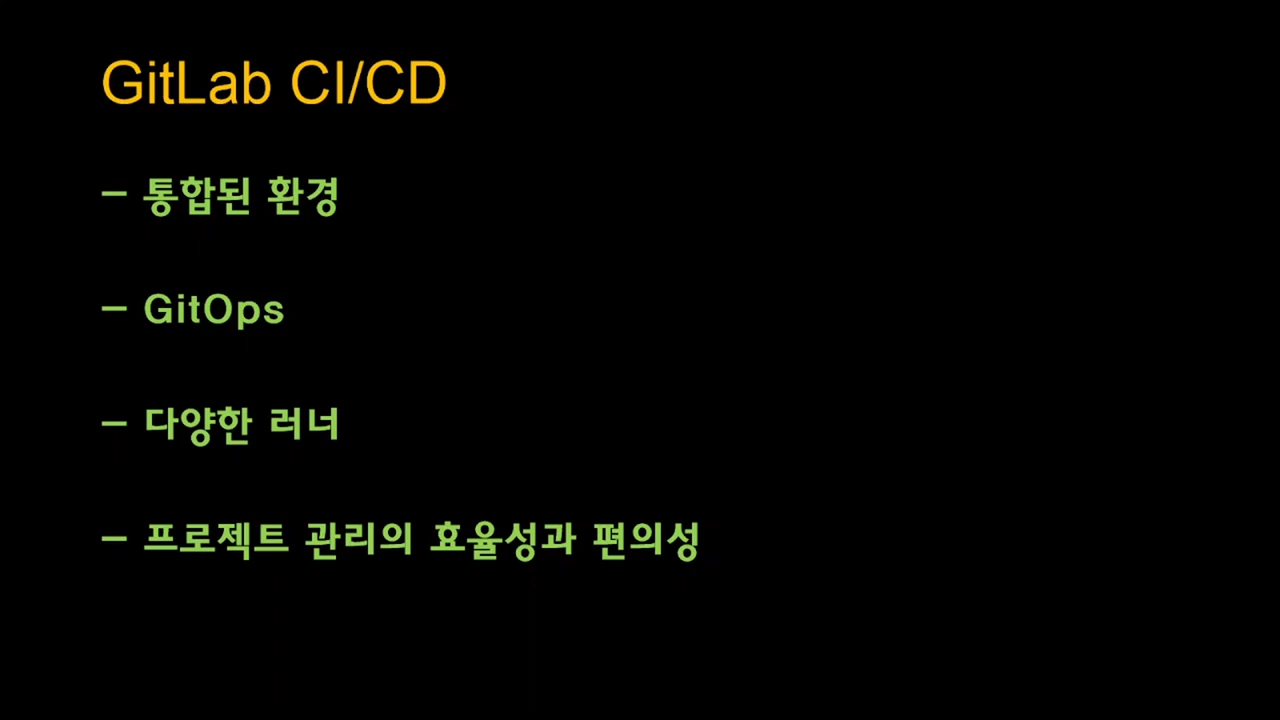 GitLab CI/CD
– 통합된 환경
– GitOps
– 다양한 러너
– 프로젝트 관리의 효율성과 편의성